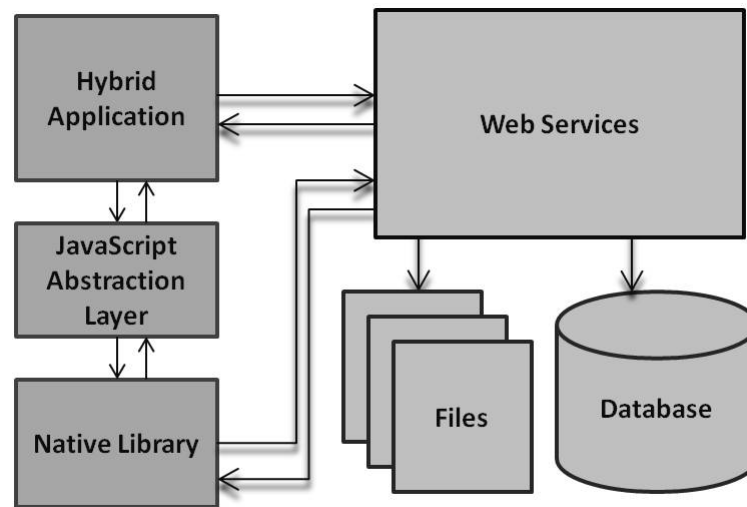 Hybrid
Application
Web Services
JavaScript
Abstraction
Layer
Native Library
Files
Database